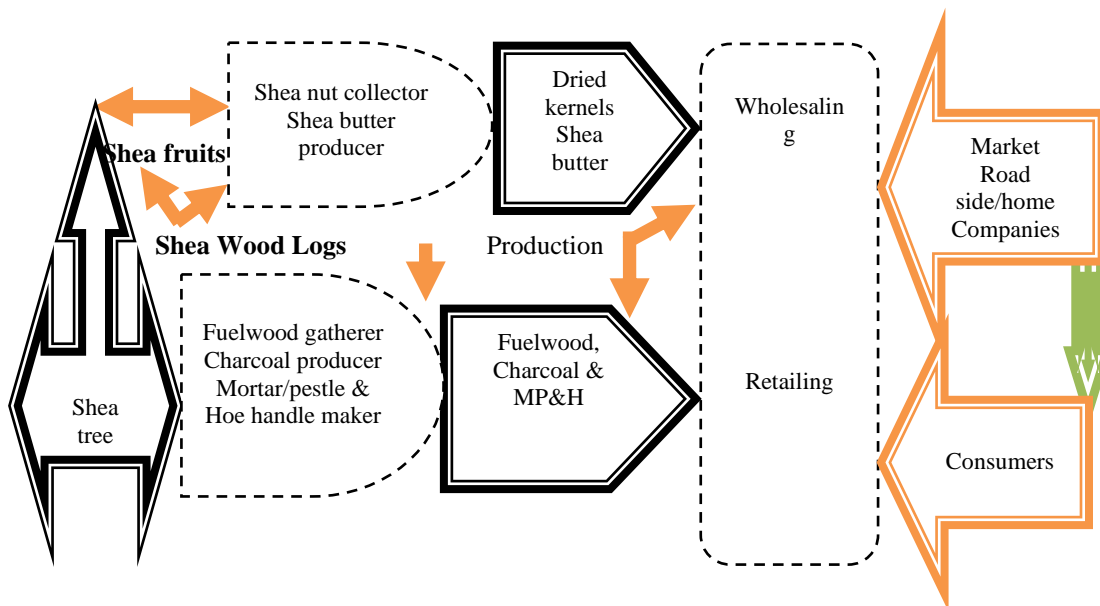 Shea nut collector
Shea butter
producer
Dried
kernels
Shea
butter
Wholesalin
g
Market
Road
side/home
Companies
Shea fruits
Shea Wood Logs
Production
Fuelwood gatherer
Charcoal producer
Mortar/pestle &
Hoe handle maker
Fuelwood,
Charcoal &
MP&H
Retailing
Shea
tree
Consumers